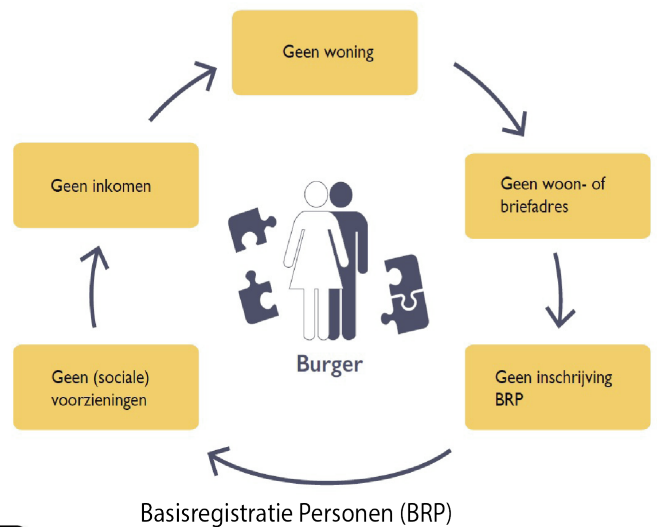 Geen woning
Geen woon- of
briefadres
Geen inschrijving
BRP
Geen (sociale)
voorzieningen
Geen inkomen
Burger
Basisregistratie Personen (BRP)